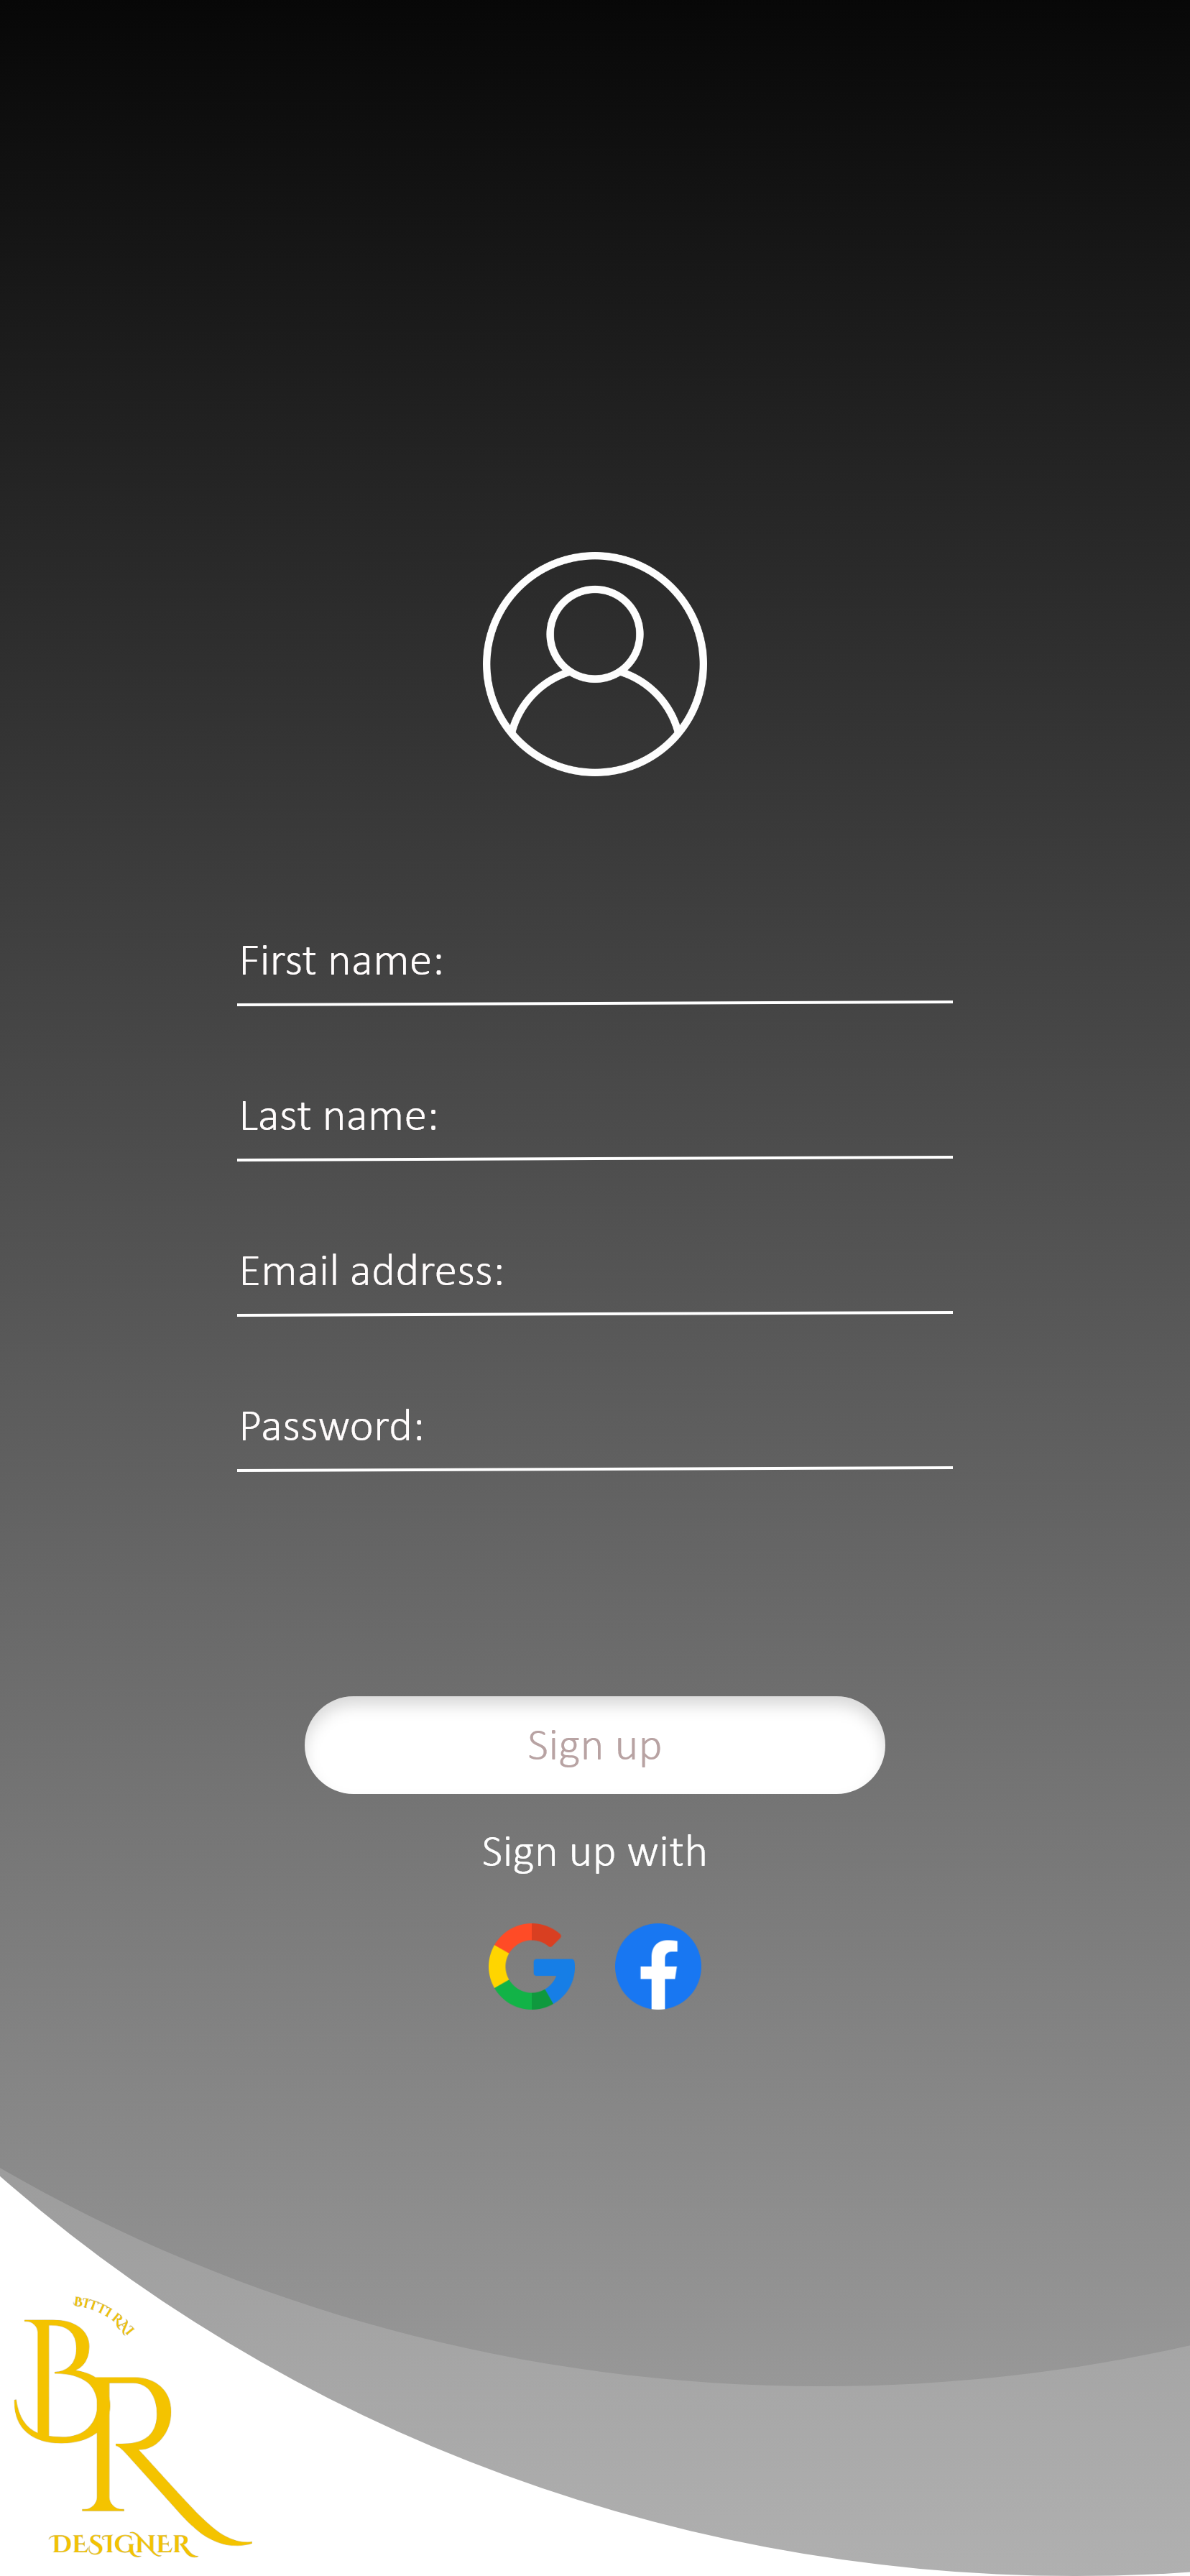 First name:
Last name:
Email address:
Password:
Sign up
Sign up with
BITTI RAI
BR
DESIGNER